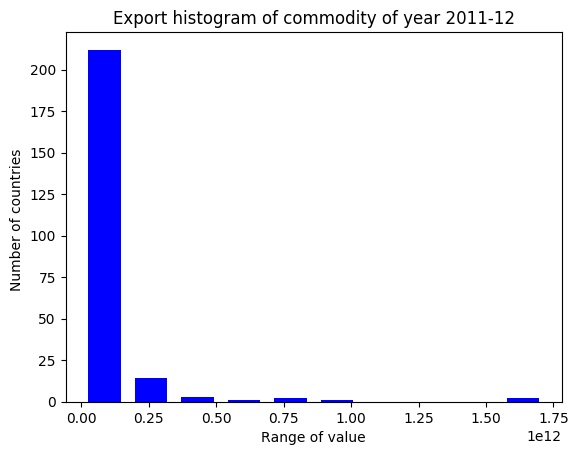 Export histogram of commodity of year 2011-12
Number of countries
200
175
150
125
100
75
50
25
0
0.00 0.25 0.50 0.75 1.00 1.25 1.50 1.75
1e12
Range of value